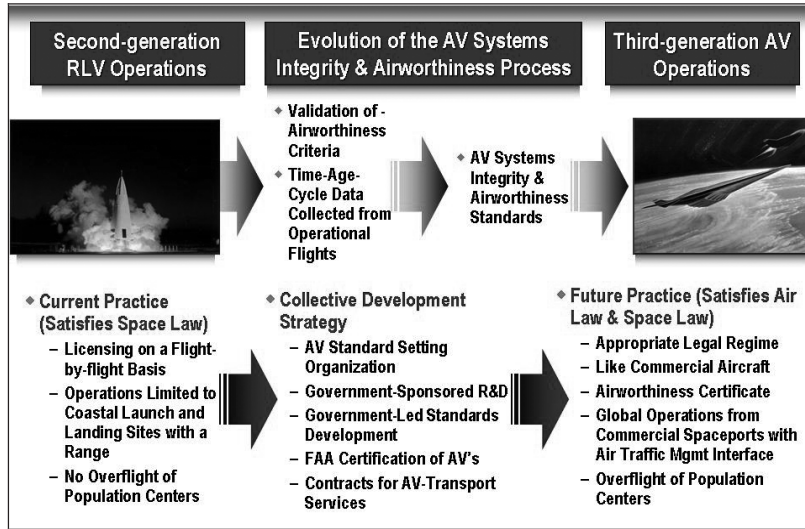 Second-generation
RLV Operations
Evolution of the AV Systems
Integrity & Airworthiness Process
Third-generation AV
Operations
◆ Validation of -
Airworthiness
Criteria
◆ Time-Age-
Cycle Data
Collected from
Operational
Flights
◆ AV Systems
Integrity &
Airworthiness
Standards
◆ Current Practice
(Satisfies Space Law)
– Licensing on a Flight-
by-flight Basis
– Operations Limited to
Coastal Launch and
Landing Sites with a
Range
– No Overflight of
Population Centers
◆ Collective Development
Strategy
– AV Standard Setting
Organization
– Government-Sponsored R&D
– Government-Led Standards
Development
– FAA Certification of AV's
– Contracts for AV-Transport
Services
◆ Future Practice (Satisfies Air
Law & Space Law)
– Appropriate Legal Regime
– Like Commercial Aircraft
– Airworthiness Certificate
– Global Operations from
Commercial Spaceports with
Air Traffic Mgmt Interface
– Overflight of Population
Centers